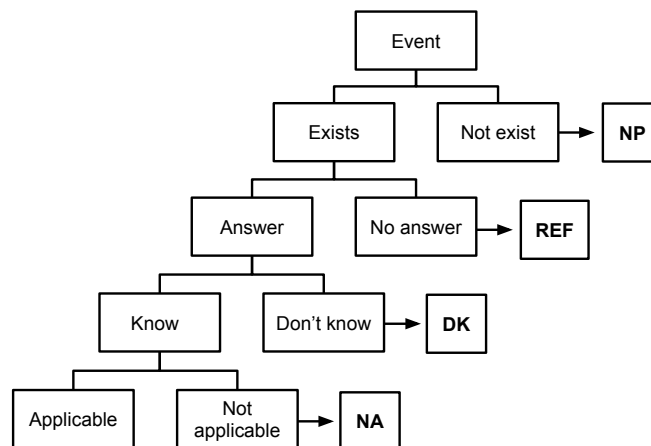 Event
Exists
Not exist
NP
Answer
No answer
REF
Know
Don’t know
DK
Applicable
Not
applicable
NA